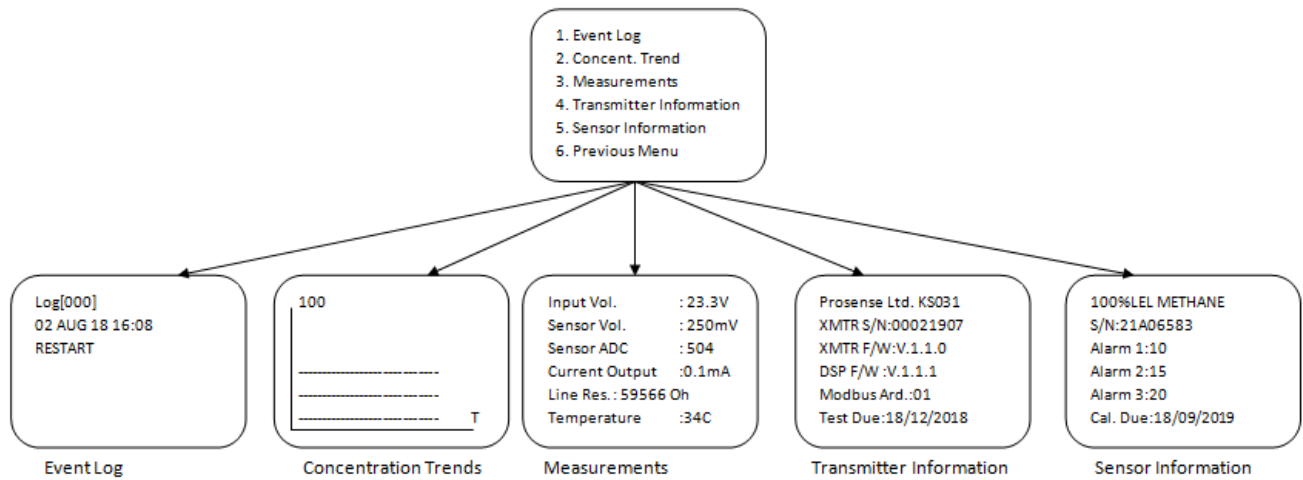 1. Event Log
2. Concent. Trend
3. Measurements
4. Transmitter Information
5. Sensor Information
6. Previous Menu
Log[000]
02 AUG 18 16:08
RESTART
Event Log
100
T
Concentration Trends
Input Vol. : 23.3V
Sensor Vol. : 250mV
Sensor ADC : 504
Current Output :0.1mA
Line Res. : 59566 Oh
Temperature :34C
Measurements
Prosense Ltd. KS031
XMTR S/N:00021907
XMTR F/W:V.1.1.0
DSP F/W :V.1.1.1
Modbus Ard.:01
Test Due:18/12/2018
Transmitter Information
100%LEL METHANE
S/N:21A06583
Alarm 1:10
Alarm 2:15
Alarm 3:20
Cal. Due:18/09/2019
Sensor Information